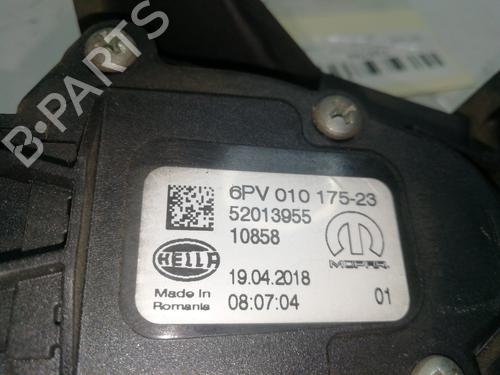 B-PARTS
6PV 010 175-23
52013955
10858
HELLA
MOPAR
19.04.2018
Made in
Romania
08:07:04
01